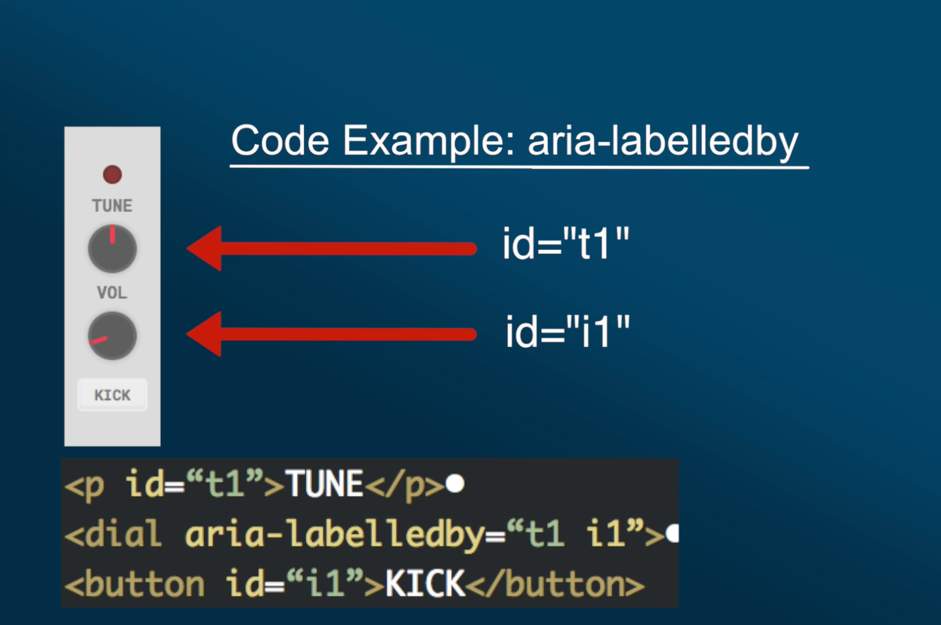 Code Example: aria-labelledby
TUNE
id="t1"
VOL
id="i1"
KICK
<p id=“t1”>TUNE</p>
<dial aria-labelledby=“t1 i1”>
<button id=“i1”>KICK</button>